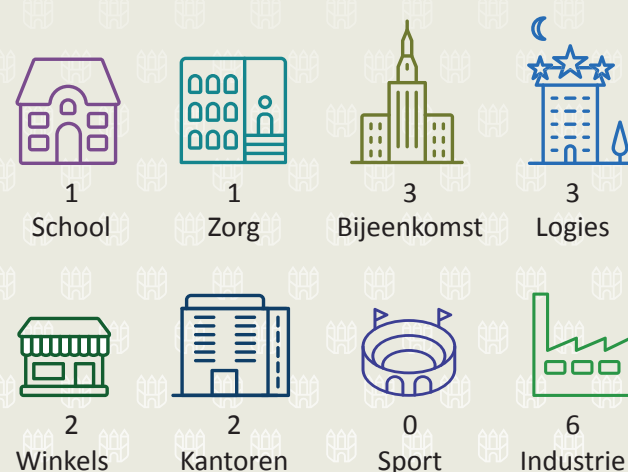 1 1 3 3
School Zorg Bijeenkomst Logies
2 2 0 6
Winkels Kantoren Sport Industrie